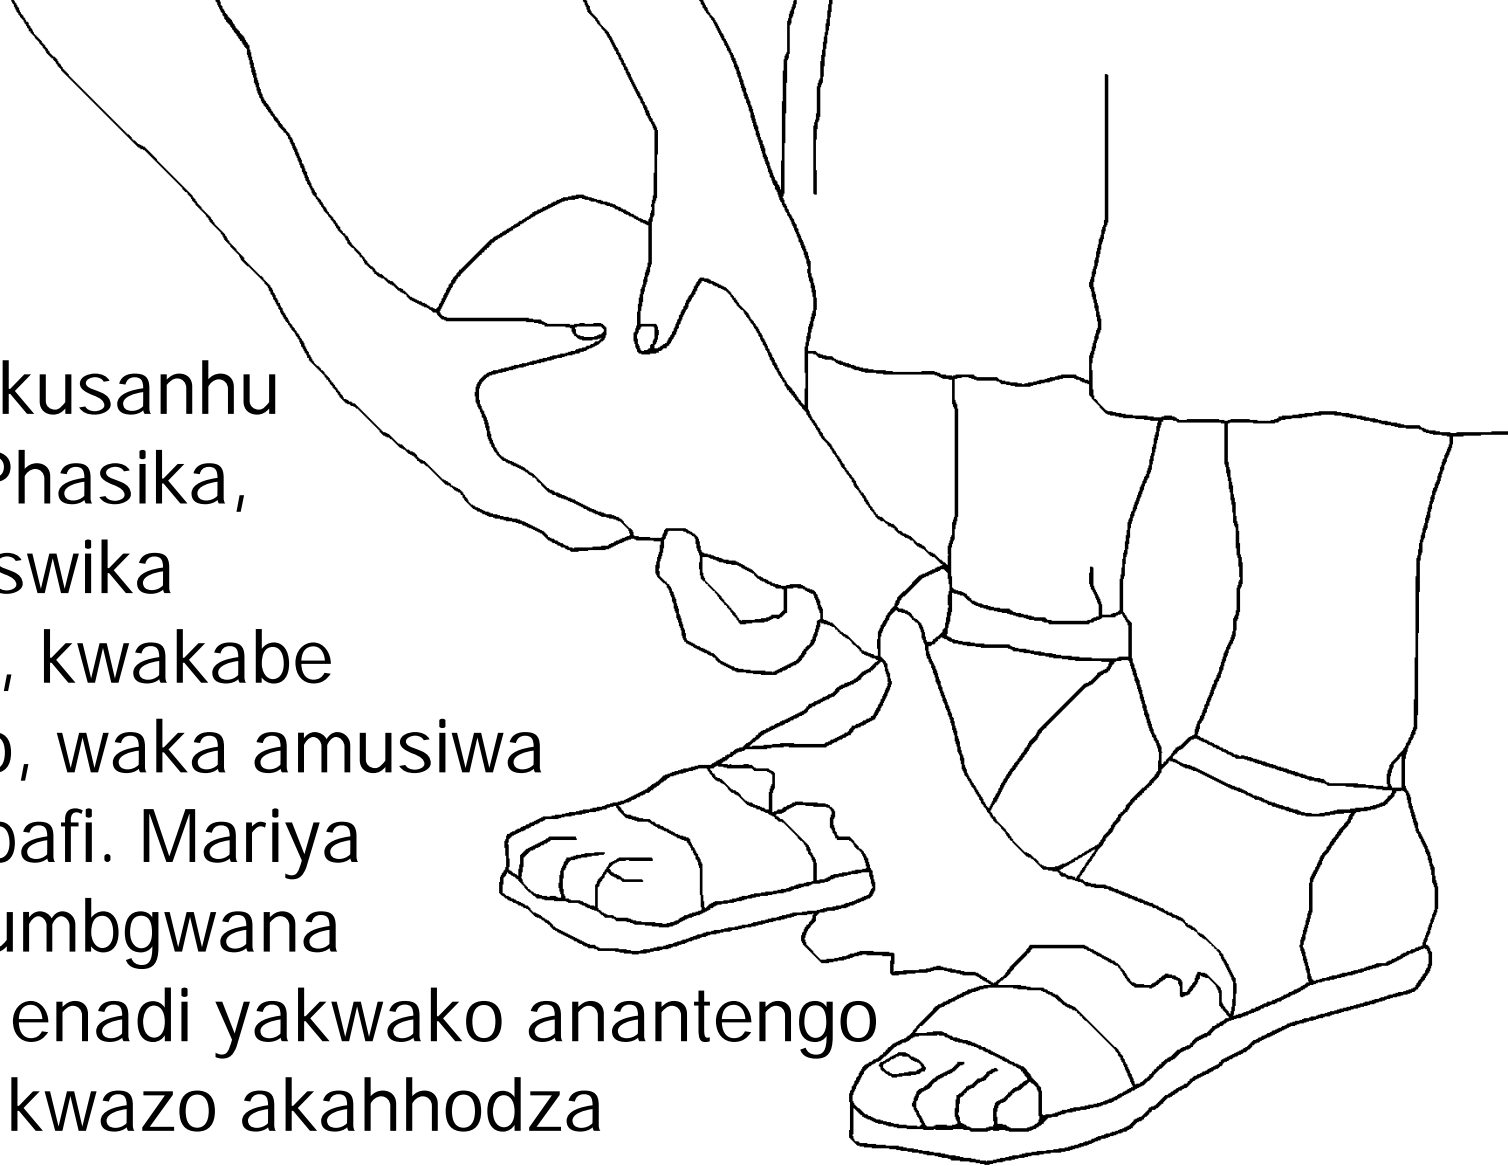 kusanhu
Phasika,
swika
, kwakabe
o, waka amusiwa
bafi. Mariya
umbgwana
enadi yakwako anantengo
kwazo akahhodza